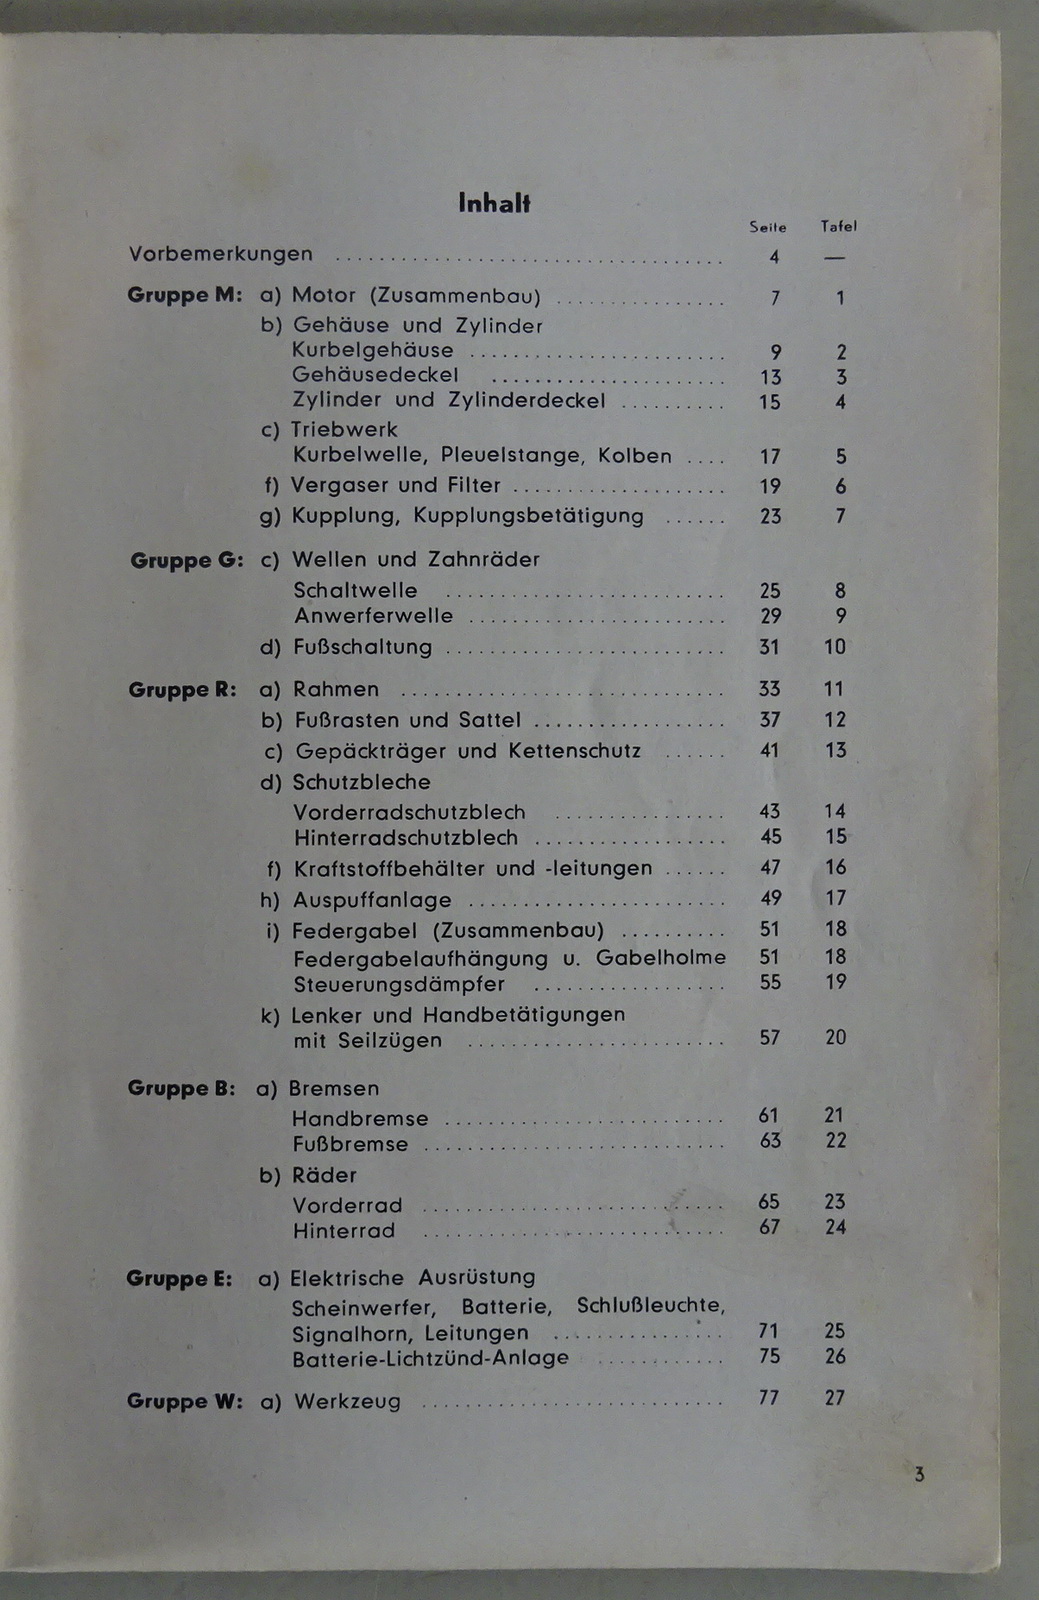 Inhalt
Seite Tafel
Vorbemerkungen .................................. 4 —
Gruppe M: a) Motor (Zusammenbau) ............... 7 1
b) Gehäuse und Zylinder
Kurbelgehäuse ....................... 9 2
Gehäusedeckel ..................... 13 3
Zylinder und Zylinderdeckel .......... 15 4
c) Triebwerk
Kurbelwelle, Pleuelstange, Kolben .... 17 5
f) Vergaser und Filter ................... 19 6
g) Kupplung, Kupplungsbetätigung ...... 23 7
Gruppe G: c) Wellen und Zahnräder
Schaltwelle ......................... 25 8
Anwerferwelle ....................... 29 9
d) Fußschaltung ......................... 31 10
Gruppe R: a) Rahmen ............................. 33 11
b) Fußrasten und Sattel ................. 37 12
c) Gepäckträger und Kettenschutz ...... 41 13
d) Schutzbleche
Vorderradschutzblech ................ 43 14
Hinterradschutzblech ................. 45 15
f) Kraftstoffbehälter und -leitungen ...... 47 16
h) Auspuffanlage ....................... 49 17
i) Federgabel (Zusammenbau) .......... 51 18
Federgabelaufhängung u. Gabelholme 51 18
Steuerungsdämpfer ................. 55 19
k) Lenker und Handbetätigungen
mit Seilzügen ....................... 57 20
Gruppe B: a) Bremsen
Handbremse ......................... 61 21
Fußbremse ........................... 63 22
b) Räder
Vorderrad ........................... 65 23
Hinterrad ........................... 67 24
Gruppe E: a) Elektrische Ausrüstung
Scheinwerfer, Batterie, Schlußleuchte,
Signalhorn, Leitungen ............... 71 25
Batterie-Lichtzünd-Anlage ............ 75 26
Gruppe W: a) Werkzeug ........................... 77 27
3